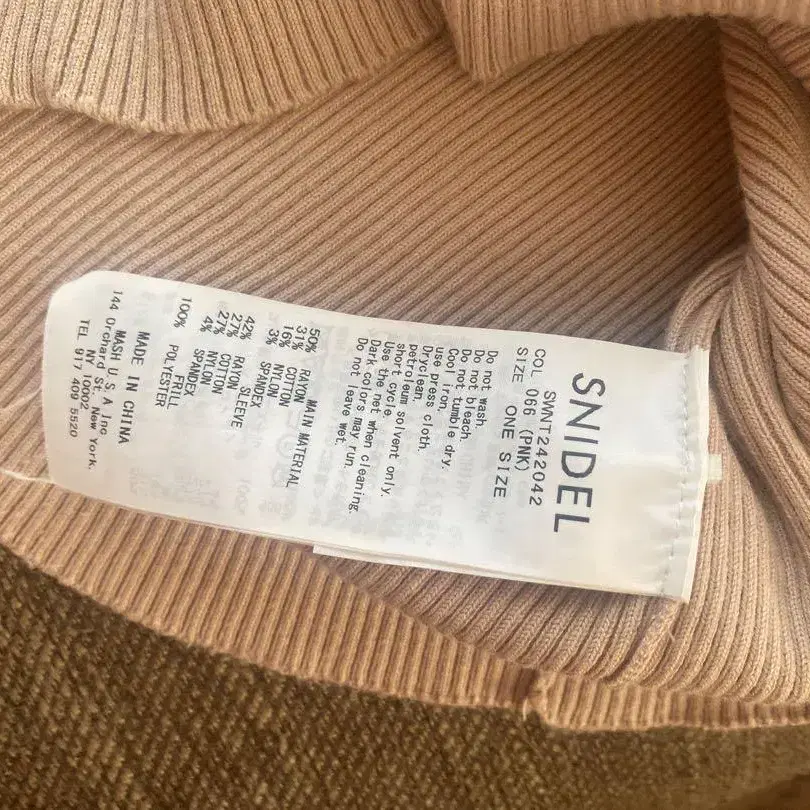 SNIDEL
SWNT242042
COL 066 (PNK)
SIZE ONE SIZE
Do not wash.
Do not bleach.
Do not tumble dry.
Cool iron,
use press cloth.
Dryclean.
petroleum solvent only.
short cycle.
Use the net when cleaning.
Dark colors may run.
Do not leave wet.
MAIN MATERIAL
50% RAYON
31% COTTON
16% NYLON
3% SPANDEX
SLEEVE
42% RAYON
27% COTTON
27% NYLON
4% SPANDEX
FRILL
100% POLYESTER
MADE IN CHINA
MASH U.S.A Inc
144 Orchard St. New York,
NY 10002
TEL 917 409 5520